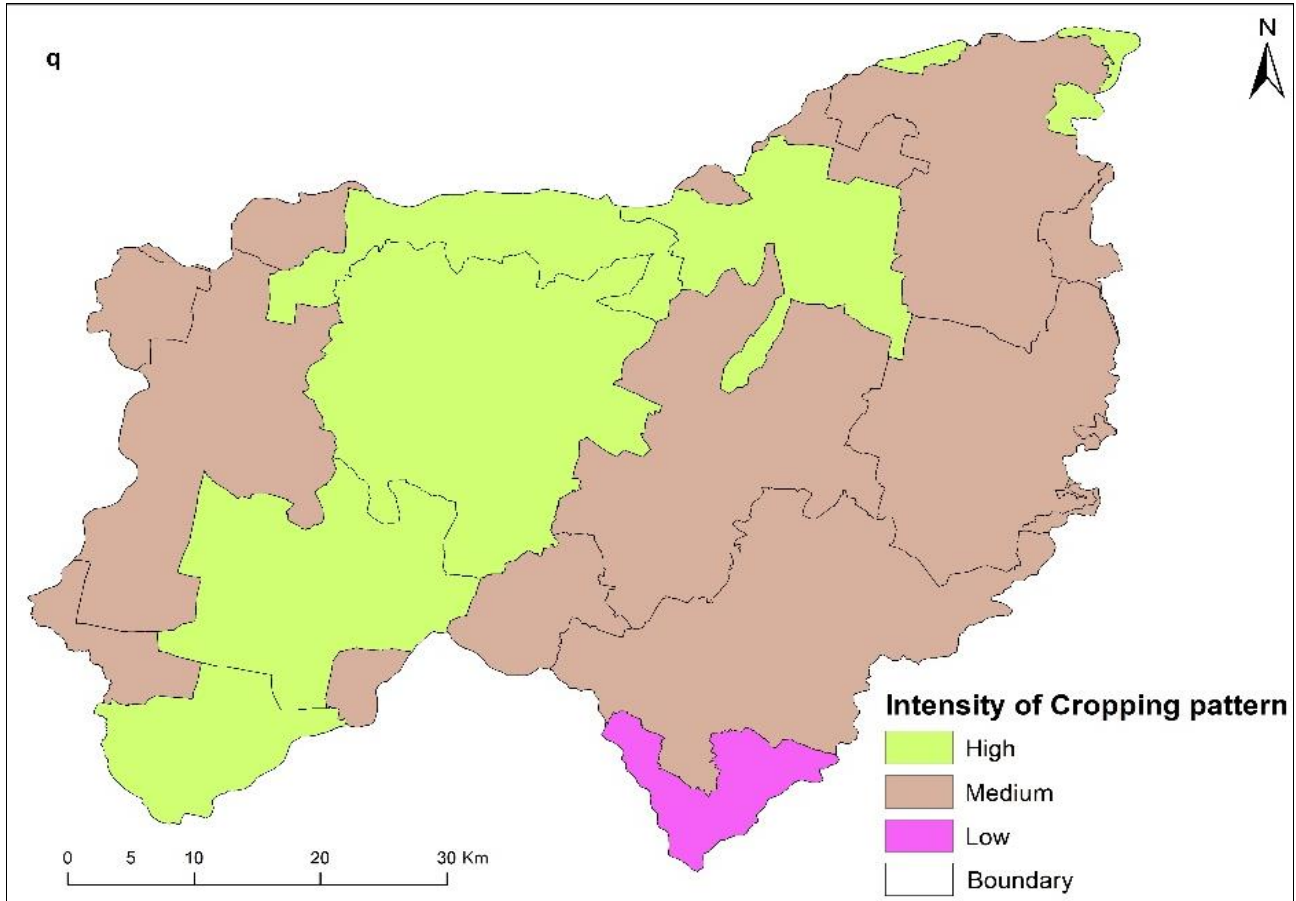 q
N
Intensity of Cropping pattern
High
Medium
Low
Boundary
0 5 10 20 30 Km